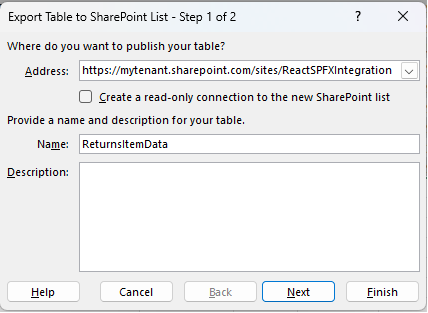 Export Table to SharePoint List - Step 1 of 2
?
Where do you want to publish your table?
Address: https://mytenant.sharepoint.com/sites/ReactSPFXIntegration
Create a read-only connection to the new SharePoint list
Provide a name and description for your table.
Name: ReturnsItemData
Description:
Help Cancel Back Next Finish